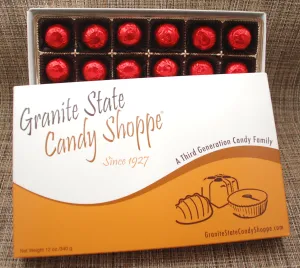 Granite State
Candy Shoppe
Since 1927
A Third Generation Candy Family
GraniteStateCandyShoppe.com